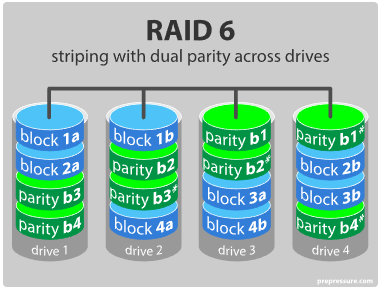 RAID 6
striping with dual parity across drives
block 1a
block 2a
parity b3
parity b4
drive 1
block 1b
parity b2
parity b3*
block 4a
drive 2
parity b1
parity b2*
block 3a
block 4b
drive 3
parity b1*
block 2b
block 3b
parity b4*
drive 4
prepressure.com